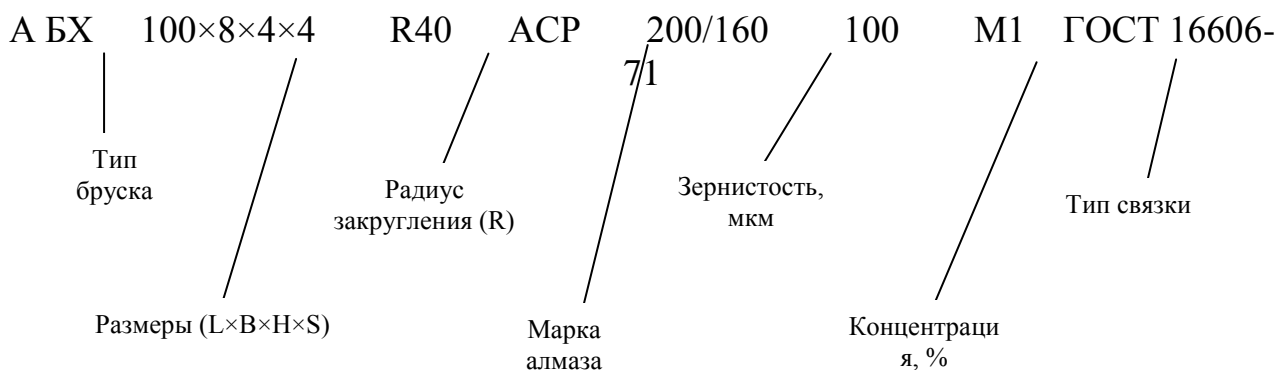 А БХ 100×8×4×4 R40 АСР 200/160 100 М1 ГОСТ 16606-
71
Тип
бруска
Радиус
закругления (R)
Зернистость,
мкм
Тип связки
Размеры (L×B×H×S)
Марка
алмаза
Концентраци
я, %